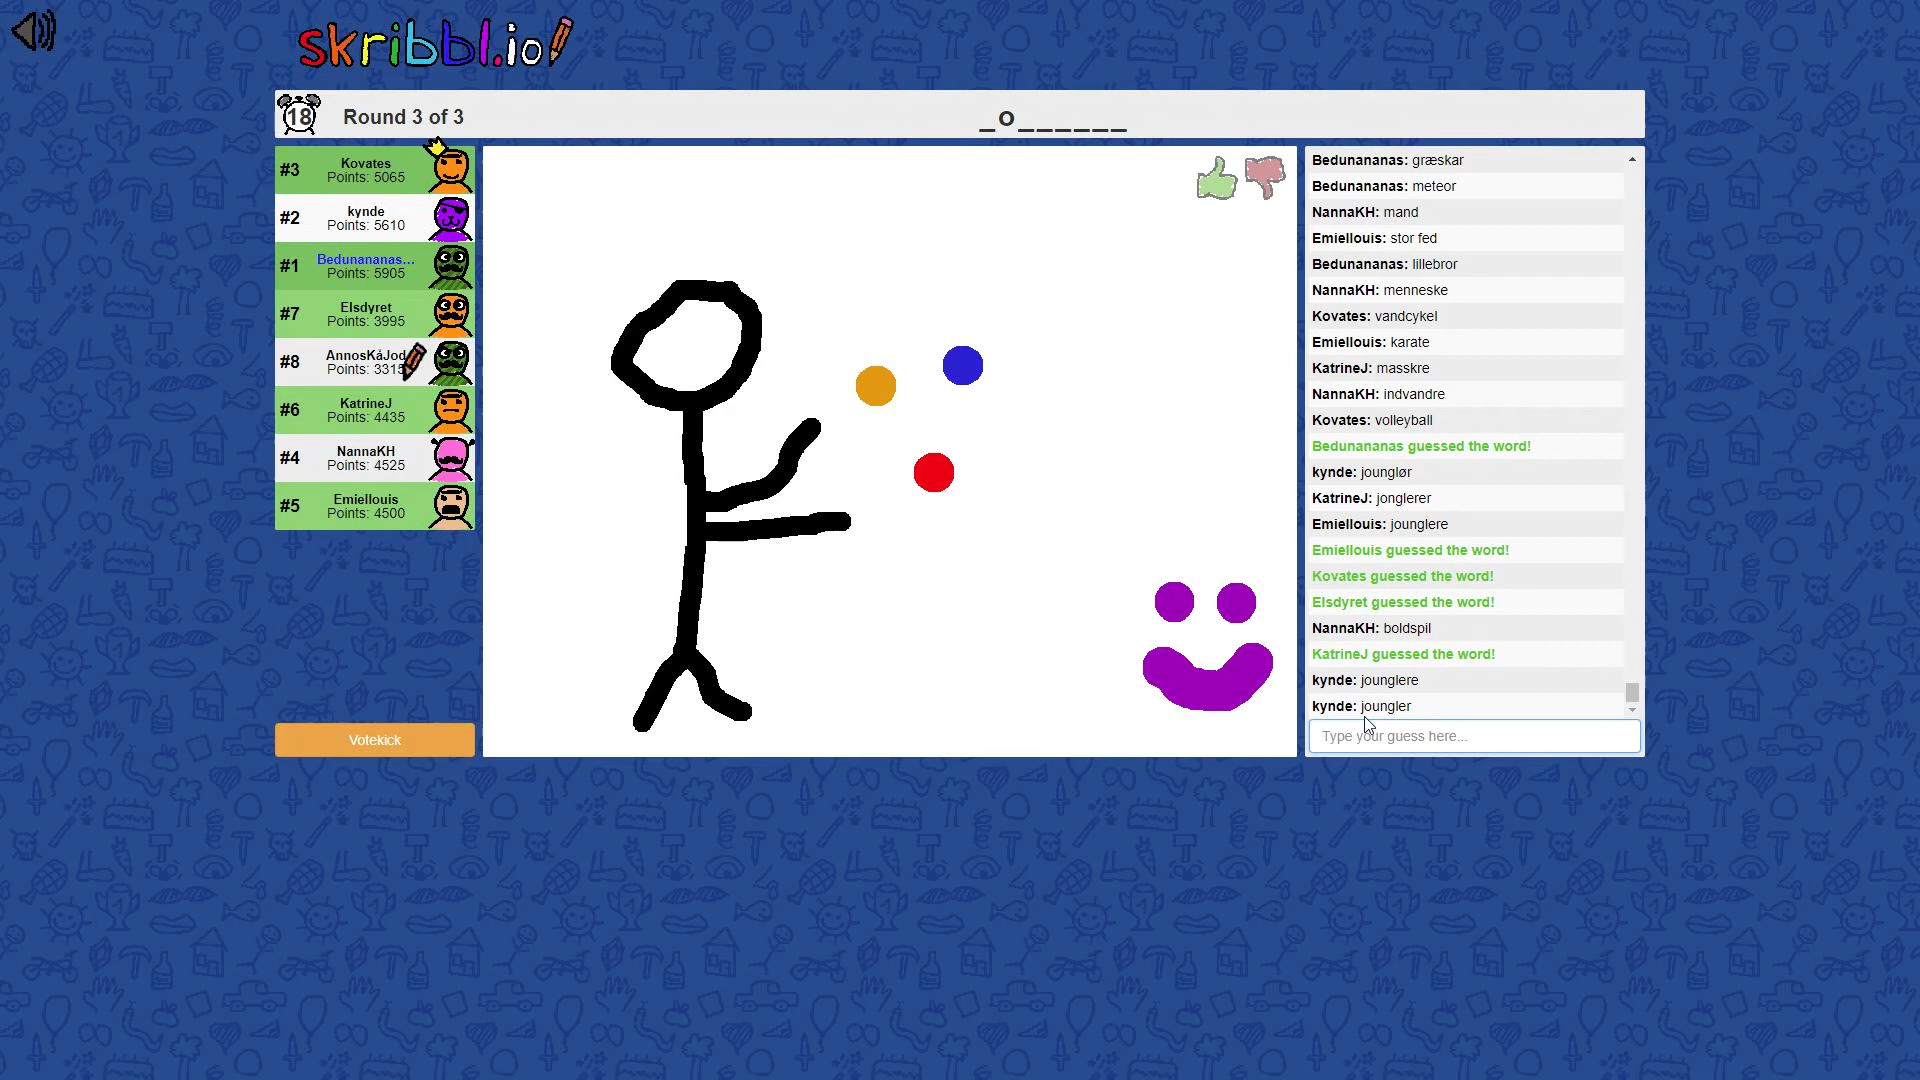 skribbl.io
18
Round 3 of 3
_o______
#3
Kovates
Points: 5065
#2
kynde
Points: 5610
#1
Bedunananas...
Points: 5905
#7
Elsdyret
Points: 3995
#8
AnnosKåJod
Points: 3315
#6
KatrineJ
Points: 4435
#4
NannaKH
Points: 4525
#5
Emiellouis
Points: 4500
Votekick
Bedunananas: græskar
Bedunananas: meteor
NannaKH: mand
Emiellouis: stor fed
Bedunananas: lillebror
NannaKH: menneske
Kovates: vandcykel
Emiellouis: karate
KatrineJ: masskre
NannaKH: indvandre
Kovates: volleyball
Bedunananas guessed the word!
kynde: jounglør
KatrineJ: jonglerer
Emiellouis: jounglere
Emiellouis guessed the word!
Kovates guessed the word!
Elsdyret guessed the word!
NannaKH: boldspil
KatrineJ guessed the word!
kynde: jounglere
kynde: joungler
Type your guess here...